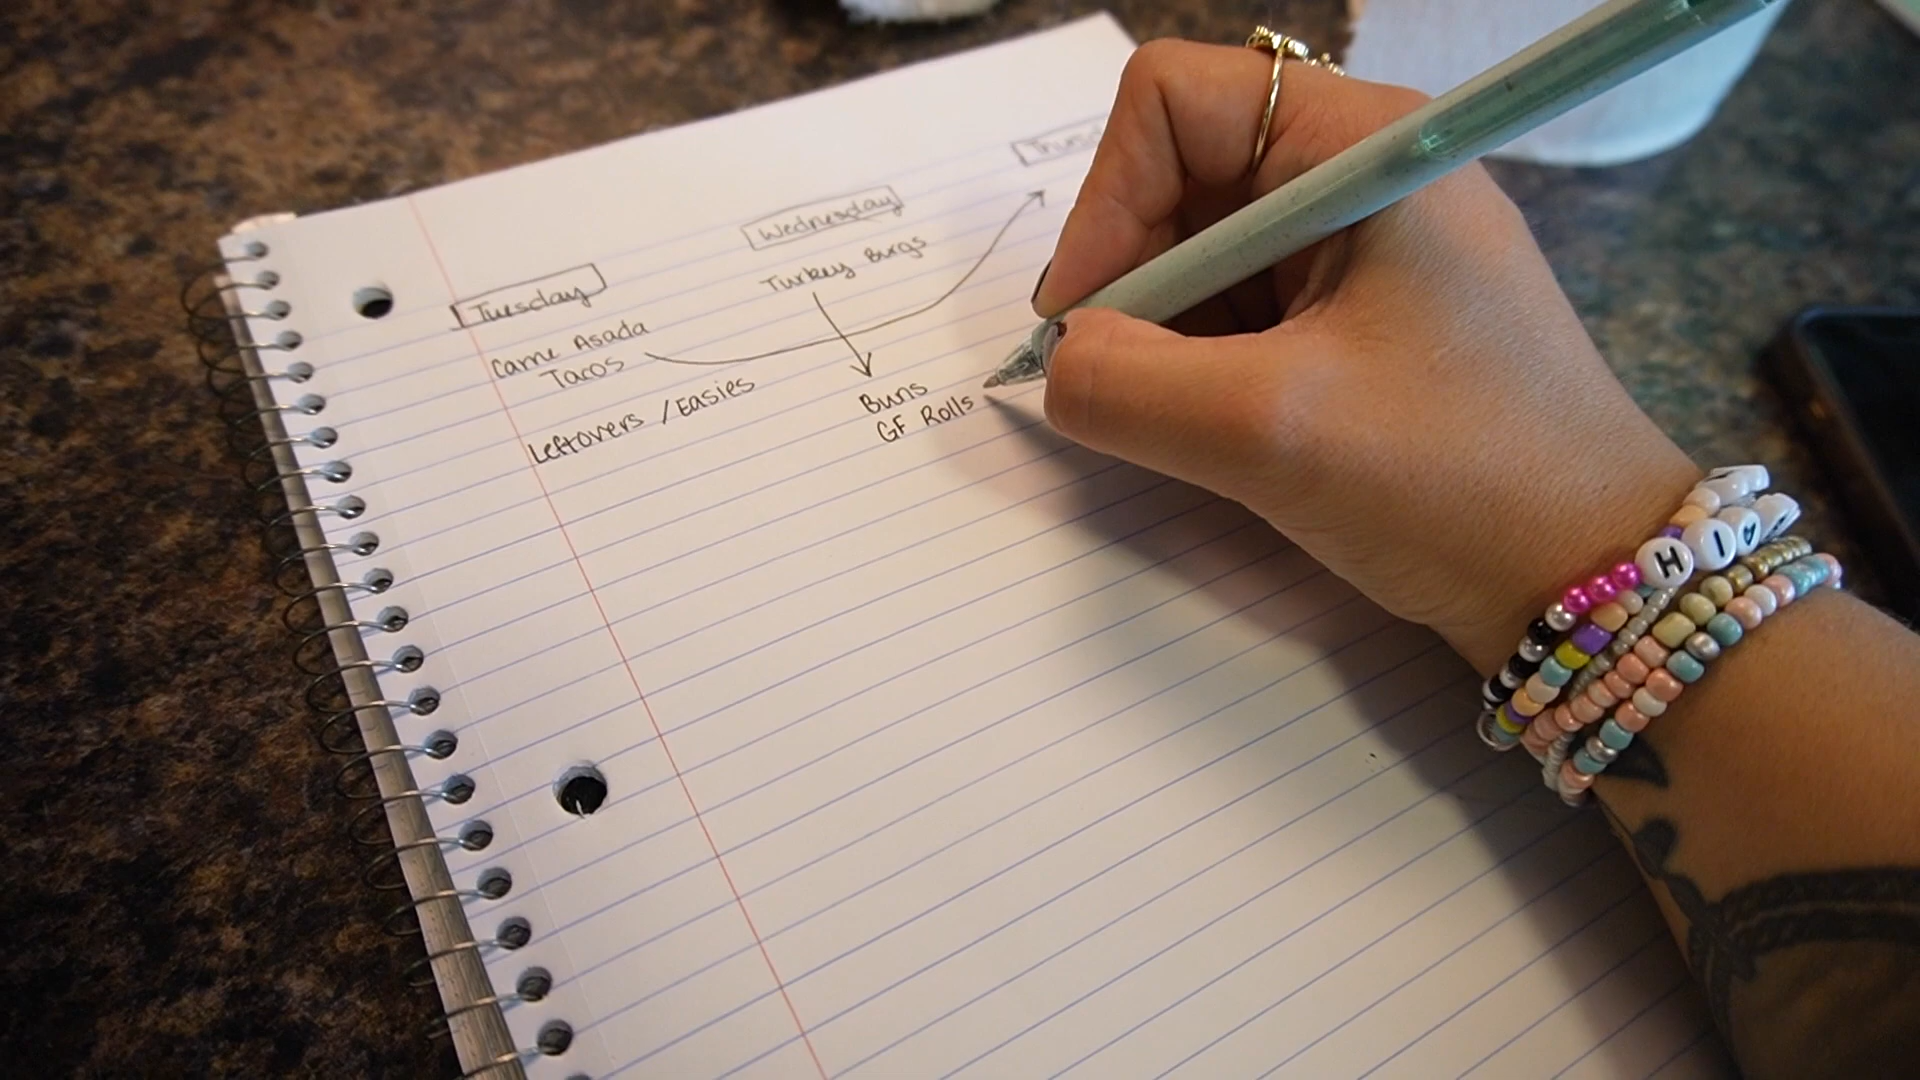 Tuesday
Carne Asada
Tacos
Leftovers / Easies
Wednesday
Turkey Burgs
Buns
GF Rolls
H I